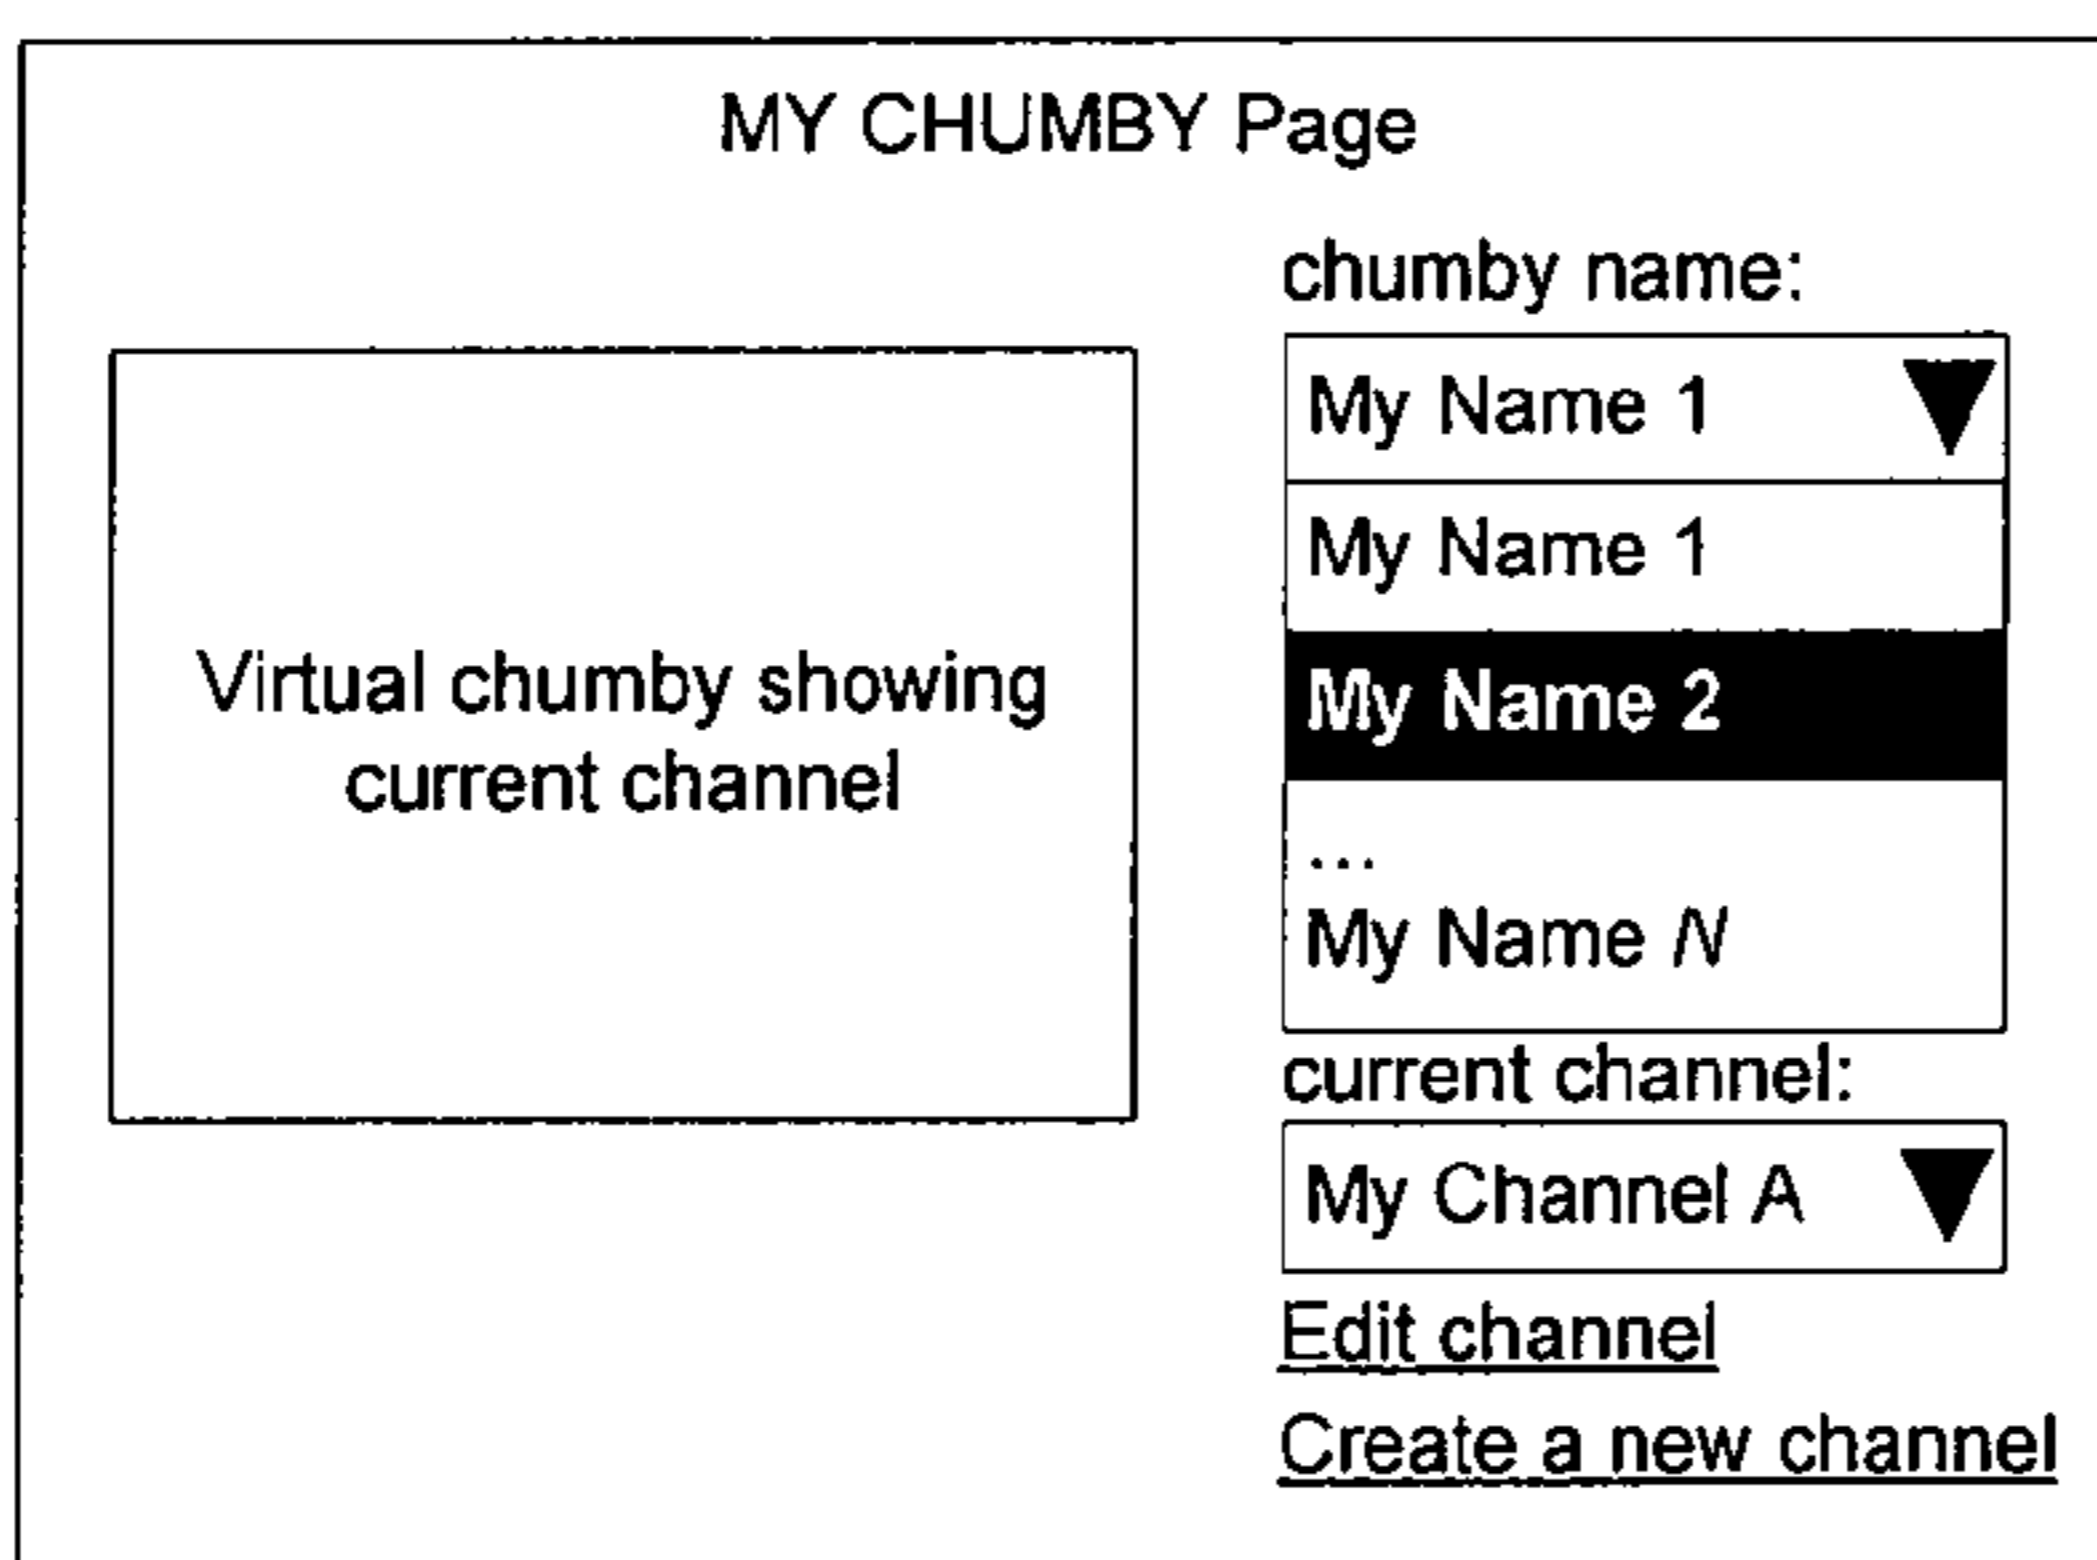 MY CHUMBY Page
chumby name:
My Name 1
My Name 1
My Name 2
...
My Name N
Virtual chumby showing
current channel
current channel:
My Channel A
Edit channel
Create a new channel